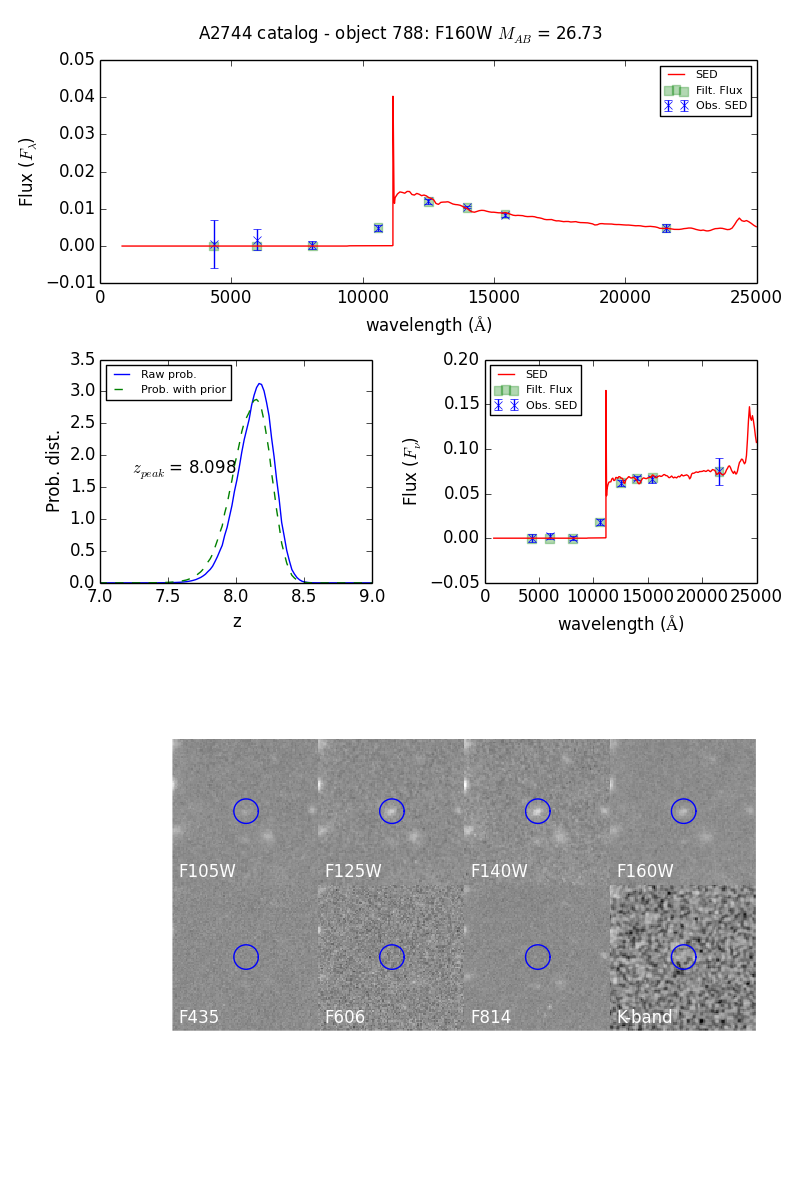 A2744 catalog - object 788: F160W M_AB = 26.73
0.05
0.04
0.03
0.02
0.01
0.00
−0.01
Flux (F_λ)
SED
Filt. Flux
Obs. SED
0 5000 10000 15000 20000 25000
wavelength (Å)
3.5
3.0
2.5
2.0
1.5
1.0
0.5
0.0
Prob. dist.
Raw prob.
Prob. with prior
z_peak = 8.098
7.0 7.5 8.0 8.5 9.0
z
0.20
0.15
0.10
0.05
0.00
−0.05
Flux (F_ν)
SED
Filt. Flux
Obs. SED
0 5000 10000 15000 20000 25000
wavelength (Å)
F105W F125W F140W F160W
F435 F606 F814 K-band